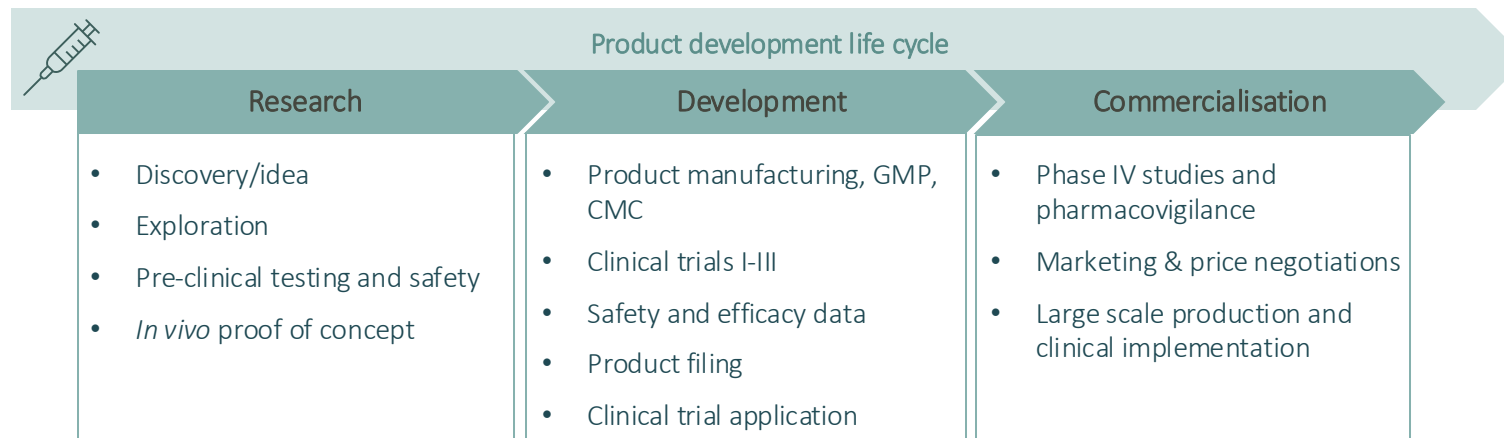 Product development life cycle
Research
Development
Commercialisation
• Discovery/idea
• Exploration
• Pre-clinical testing and safety
• In vivo proof of concept
• Product manufacturing, GMP,
CMC
• Clinical trials I-III
• Safety and efficacy data
• Product filing
• Clinical trial application
• Phase IV studies and
pharmacovigilance
• Marketing & price negotiations
• Large scale production and
clinical implementation